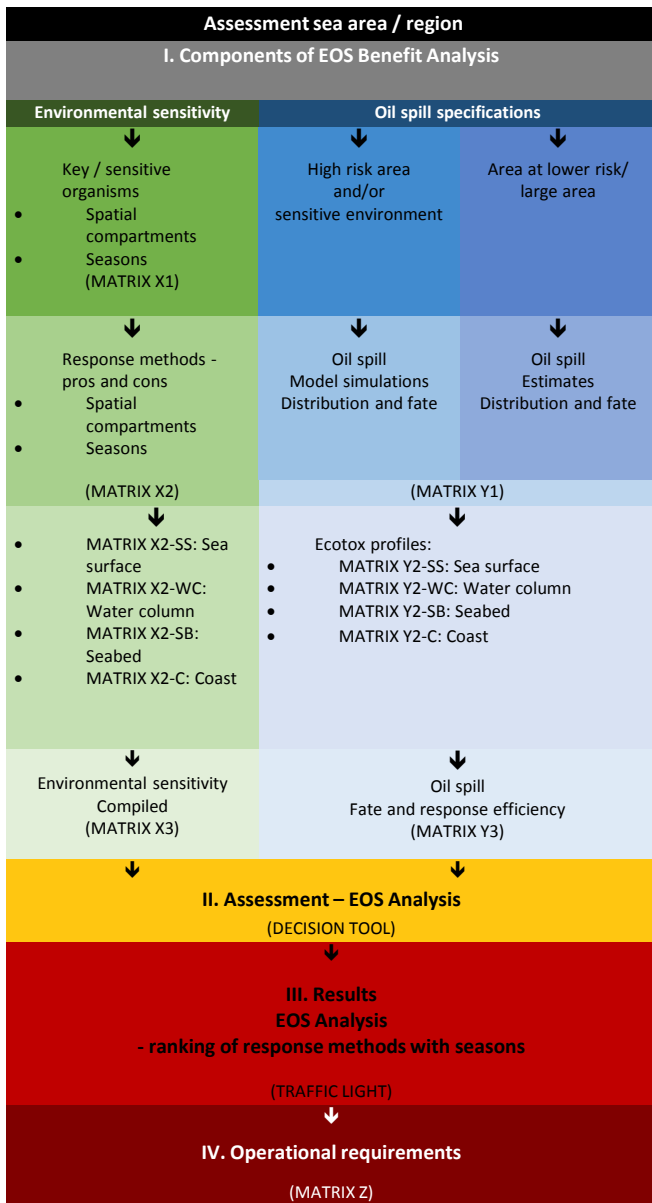 Assessment sea area / region
I. Components of EOS Benefit Analysis
Environmental sensitivity
Oil spill specifications
Key / sensitive
organisms
• Spatial
compartments
• Seasons
(MATRIX X1)
High risk area
and/or
sensitive environment
Area at lower risk/
large area
Response methods -
pros and cons
• Spatial
compartments
• Seasons
(MATRIX X2)
Oil spill
Model simulations
Distribution and fate
Oil spill
Estimates
Distribution and fate
(MATRIX Y1)
• MATRIX X2-SS: Sea
surface
• MATRIX X2-WC:
Water column
• MATRIX X2-SB:
Seabed
• MATRIX X2-C: Coast
Ecotox profiles:
• MATRIX Y2-SS: Sea surface
• MATRIX Y2-WC: Water column
• MATRIX Y2-SB: Seabed
• MATRIX Y2-C: Coast
Environmental sensitivity
Compiled
(MATRIX X3)
Oil spill
Fate and response efficiency
(MATRIX Y3)
II. Assessment – EOS Analysis
(DECISION TOOL)
III. Results
EOS Analysis
- ranking of response methods with seasons
(TRAFFIC LIGHT)
IV. Operational requirements
(MATRIX Z)